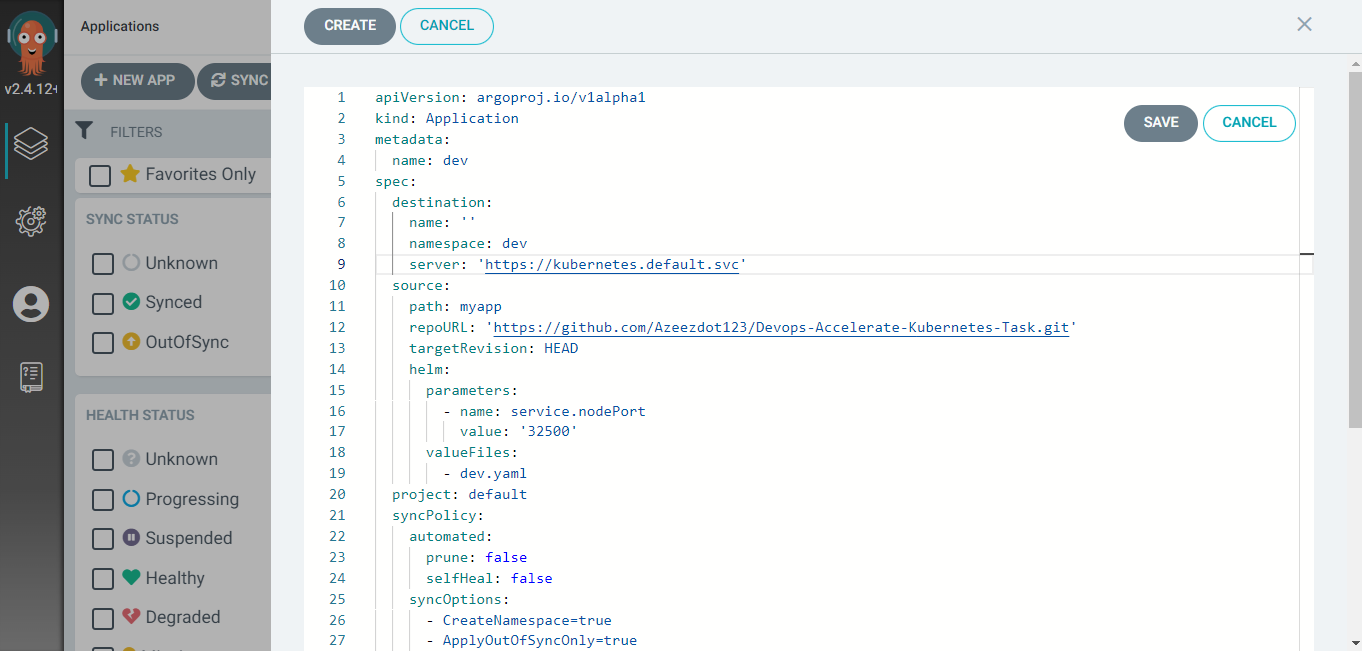 CREATE CANCEL
Applications
v2.4.12+
NEW APP SYNC
FILTERS
Favorites Only
SYNC STATUS
Unknown
Synced
OutOfSync
HEALTH STATUS
Unknown
Progressing
Suspended
Healthy
Degraded
SAVE CANCEL
1 apiVersion: argoproj.io/v1alpha1
2 kind: Application
3 metadata:
4 name: dev
5 spec:
6 destination:
7 name: ''
8 namespace: dev
9 server: 'https://kubernetes.default.svc'
10 source:
11 path: myapp
12 repoURL: 'https://github.com/Azeezdot123/Devops-Accelerate-Kubernetes-Task.git'
13 targetRevision: HEAD
14 helm:
15 parameters:
16 - name: service.nodePort
17 value: '32500'
18 valueFiles:
19 - dev.yaml
20 project: default
21 syncPolicy:
22 automated:
23 prune: false
24 selfHeal: false
25 syncOptions:
26 - CreateNamespace=true
27 - ApplyOutOfSyncOnly=true